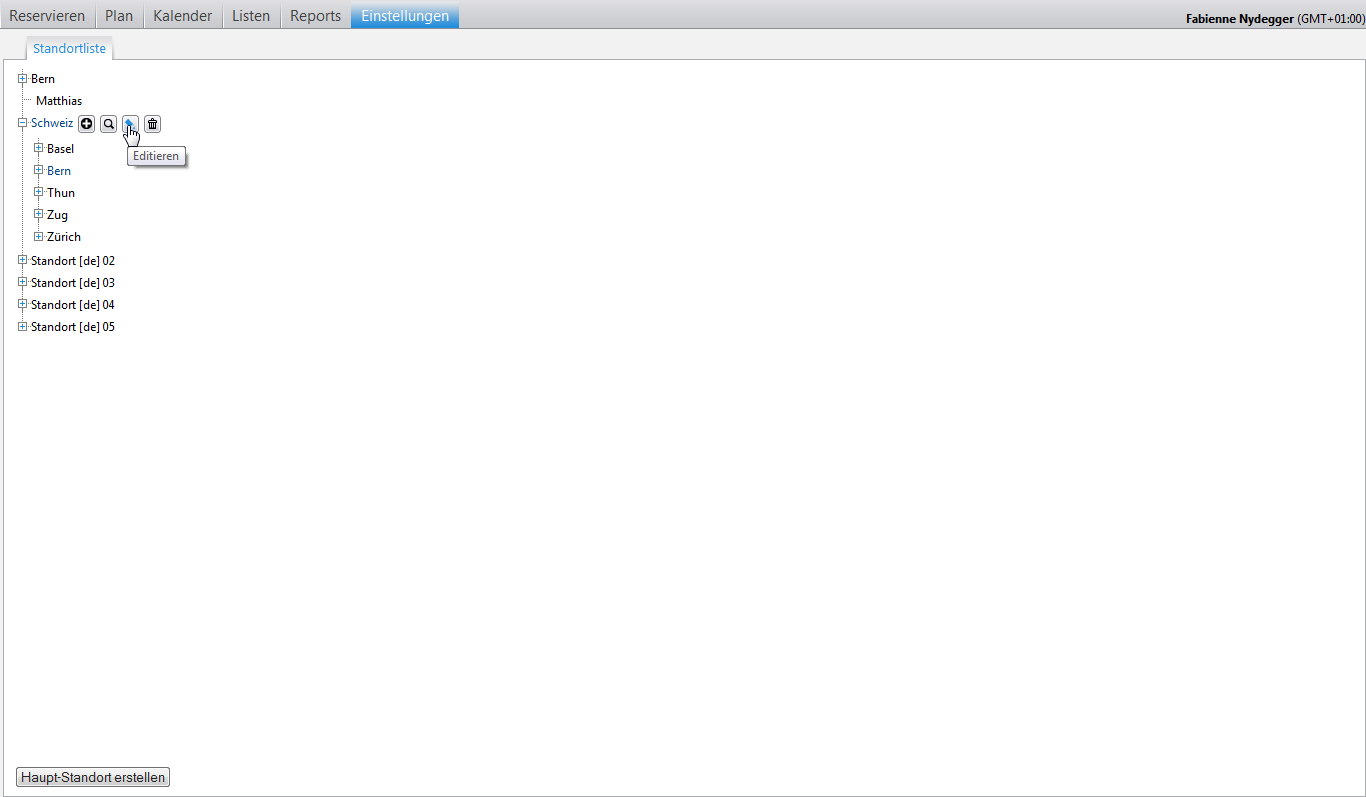 Reservieren Plan Kalender Listen Reports Einstellungen Fabienne Nydegger (GMT+01:00)
Standortliste
Bern
Matthias
Schweiz
Basel
Editieren
Bern
Thun
Zug
Zürich
Standort [de] 02
Standort [de] 03
Standort [de] 04
Standort [de] 05
Haupt-Standort erstellen